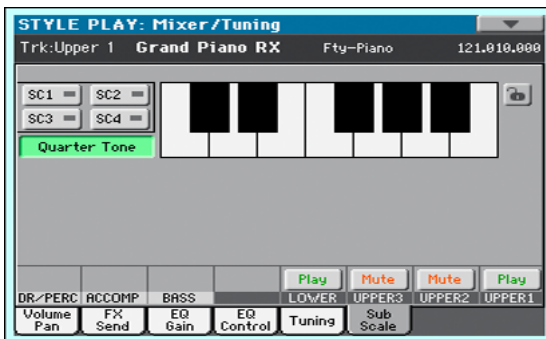 STYLE PLAY: Mixer/Tuning
Trk:Upper 1 Grand Piano RX Fty-Piano 121.010.000
SC1 SC2
SC3 SC4
Quarter Tone
Play Mute Mute Play
DR/PERC ACCOMP BASS LOWER UPPER3 UPPER2 UPPER1
Volume Pan FX Send EQ Gain EQ Control Tuning Sub Scale